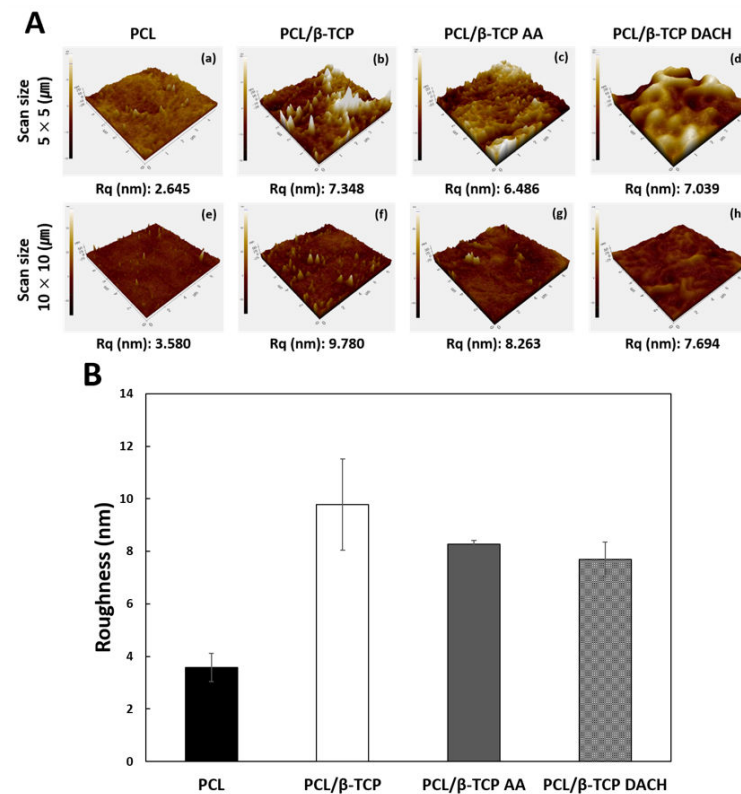 A
PCL PCL/β-TCP PCL/β-TCP AA PCL/β-TCP DACH
Scan size
5 × 5 (㎛)
(a) (b) (c) (d)
Rq (nm): 2.645 Rq (nm): 7.348 Rq (nm): 6.486 Rq (nm): 7.039
Scan size
10 × 10 (㎛)
(e) (f) (g) (h)
Rq (nm): 3.580 Rq (nm): 9.780 Rq (nm): 8.263 Rq (nm): 7.694
B
Roughness (nm)
14
12
10
8
6
4
2
0
PCL PCL/β-TCP PCL/β-TCP AA PCL/β-TCP DACH